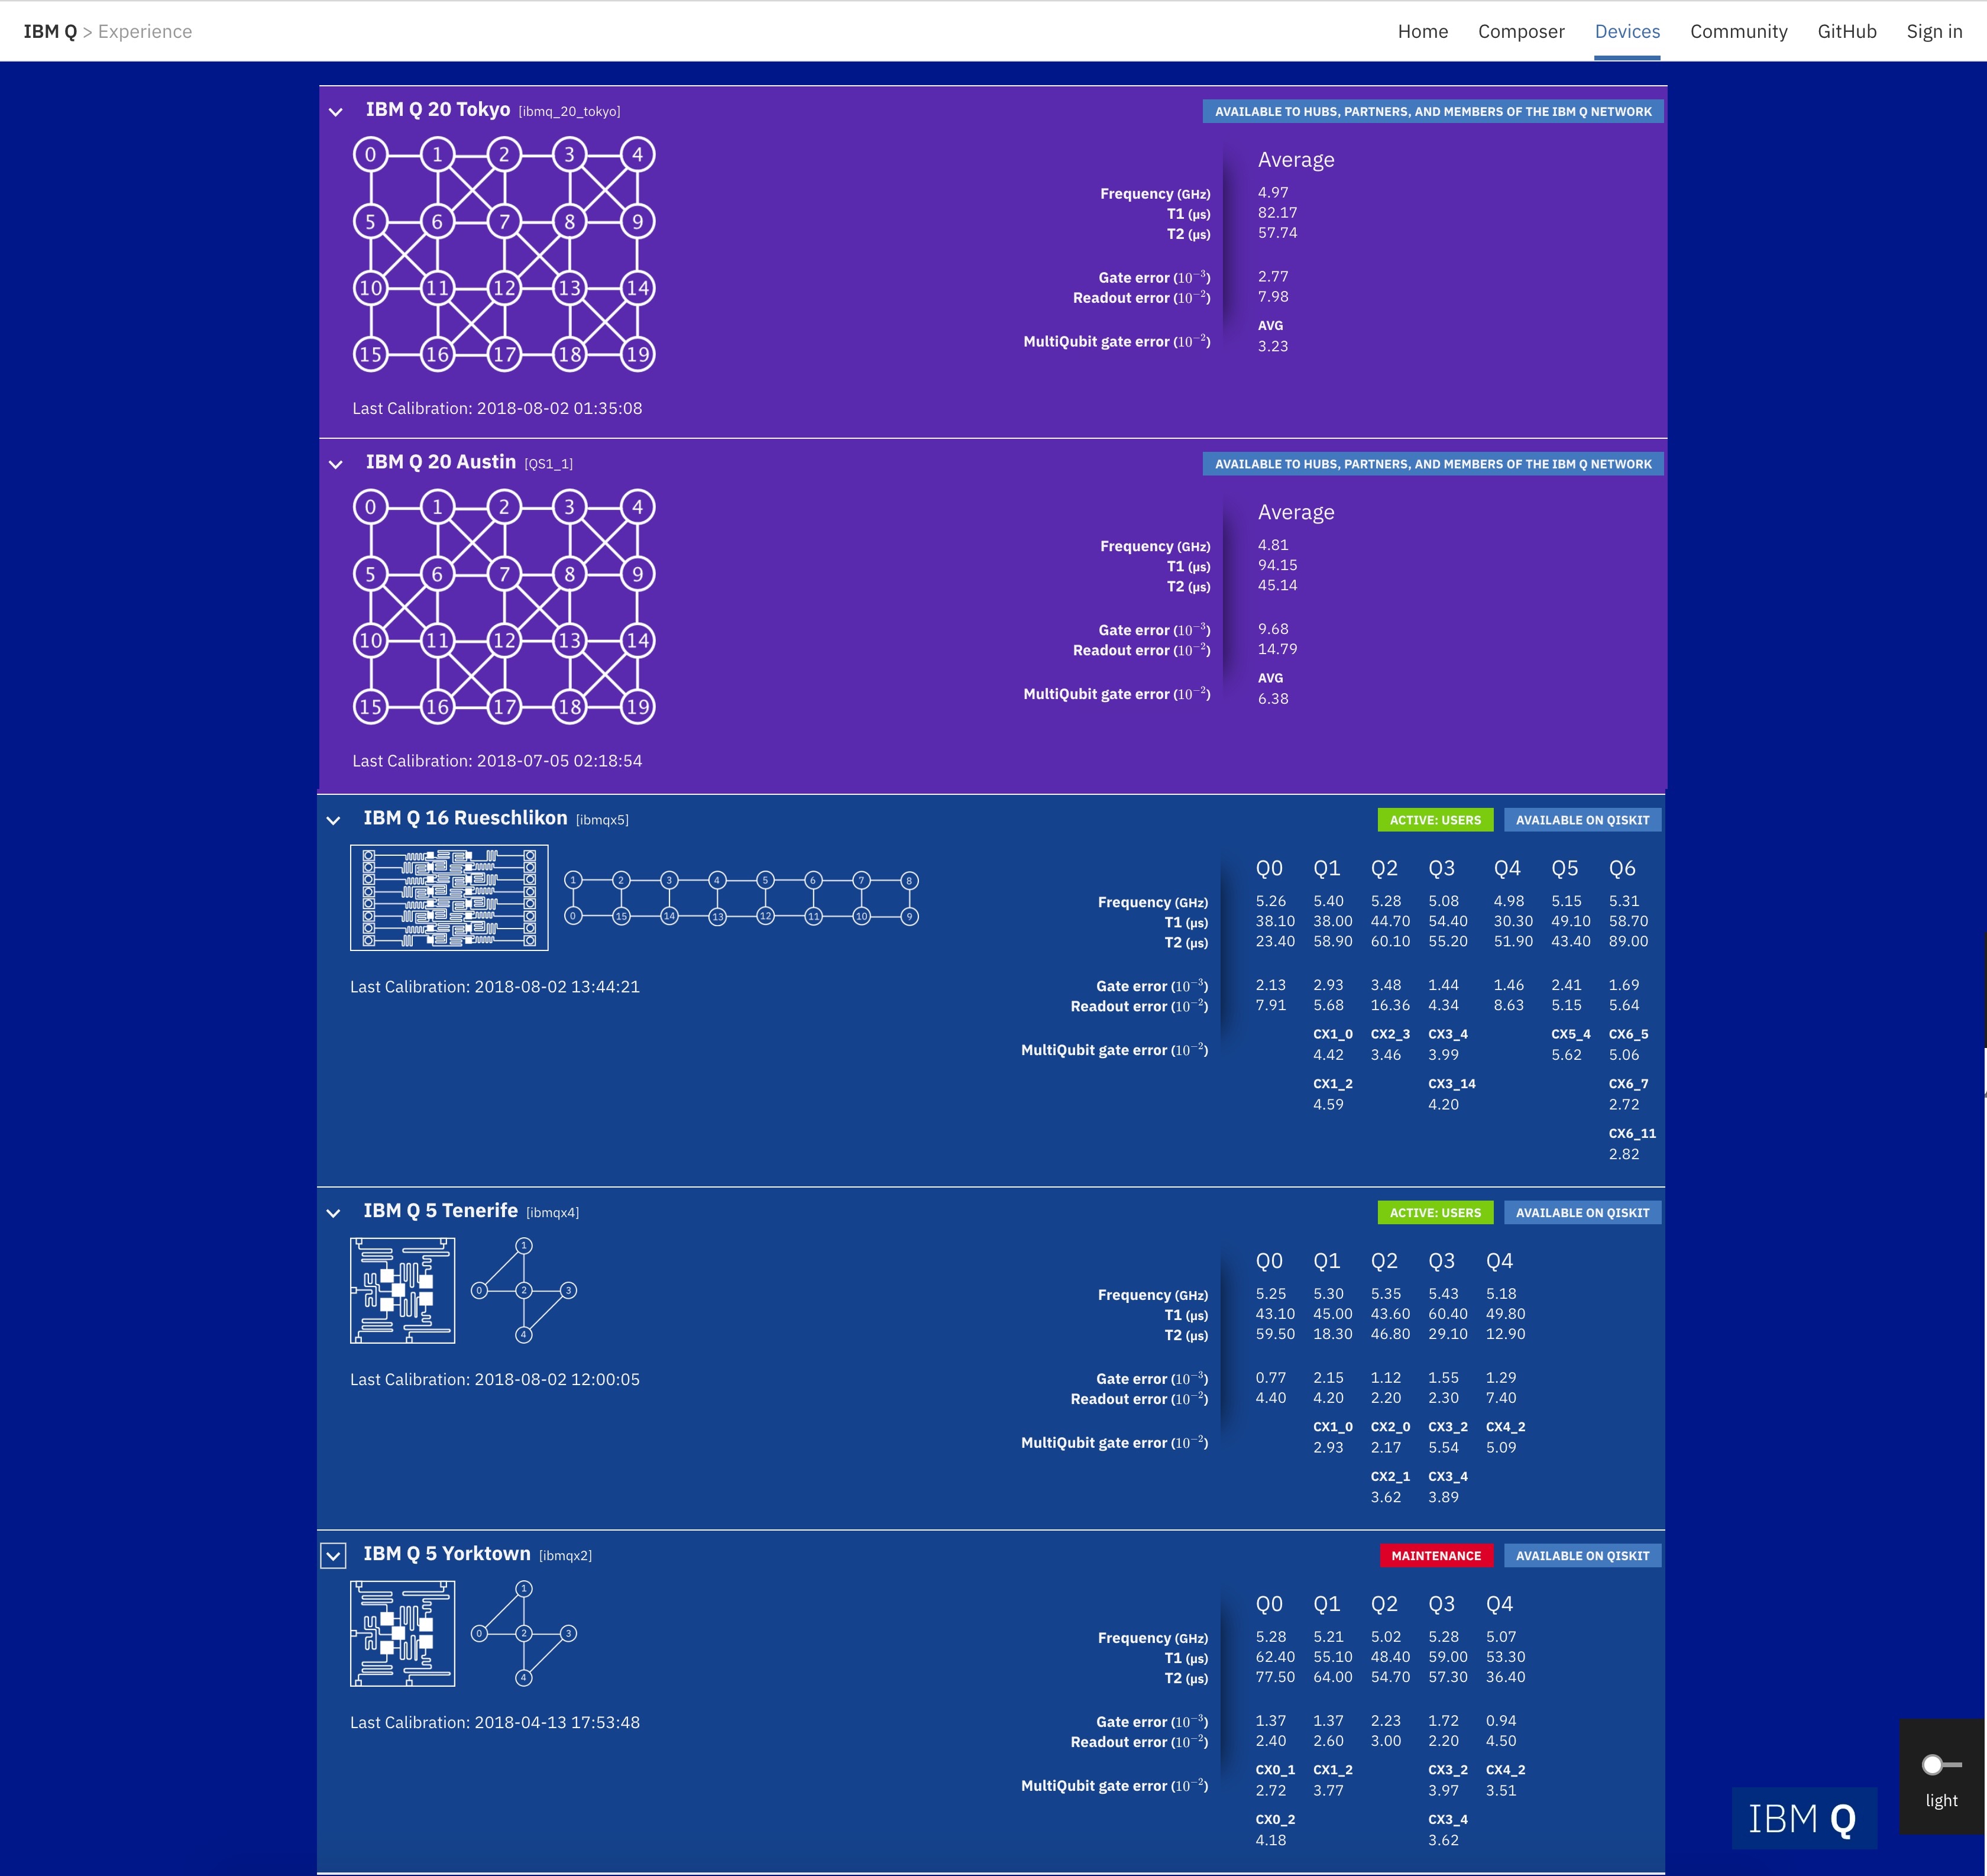 IBM Q > Experience
Home Composer Devices Community GitHub Sign in
IBM Q 20 Tokyo [ibmq_20_tokyo]
AVAILABLE TO HUBS, PARTNERS, AND MEMBERS OF THE IBM Q NETWORK
0 1 2 3 4
5 6 7 8 9
10 11 12 13 14
15 16 17 18 19
Last Calibration: 2018-08-02 01:35:08
Average
Frequency (GHz) 4.97
T1 (μs) 82.17
T2 (μs) 57.74
Gate error (10⁻³) 2.77
Readout error (10⁻²) 7.98
AVG
MultiQubit gate error (10⁻²) 3.23
IBM Q 20 Austin [QS1_1]
AVAILABLE TO HUBS, PARTNERS, AND MEMBERS OF THE IBM Q NETWORK
0 1 2 3 4
5 6 7 8 9
10 11 12 13 14
15 16 17 18 19
Last Calibration: 2018-07-05 02:18:54
Average
Frequency (GHz) 4.81
T1 (μs) 94.15
T2 (μs) 45.14
Gate error (10⁻³) 9.68
Readout error (10⁻²) 14.79
AVG
MultiQubit gate error (10⁻²) 6.38
IBM Q 16 Rueschlikon [ibmqx5]
ACTIVE: USERS AVAILABLE ON QISKIT
1 2 3 4 5 6 7 8
0 15 14 13 12 11 10 9
Last Calibration: 2018-08-02 13:44:21
Q0 Q1 Q2 Q3 Q4 Q5 Q6
Frequency (GHz) 5.26 5.40 5.28 5.08 4.98 5.15 5.31
T1 (μs) 38.10 38.00 44.70 54.40 30.30 49.10 58.70
T2 (μs) 23.40 58.90 60.10 55.20 51.90 43.40 89.00
Gate error (10⁻³) 2.13 2.93 3.48 1.44 1.46 2.41 1.69
Readout error (10⁻²) 7.91 5.68 16.36 4.34 8.63 5.15 5.64
CX1_0 CX2_3 CX3_4 CX5_4 CX6_5
MultiQubit gate error (10⁻²) 4.42 3.46 3.99 5.62 5.06
CX1_2 CX3_14 CX6_7
4.59 4.20 2.72
CX6_11
2.82
IBM Q 5 Tenerife [ibmqx4]
ACTIVE: USERS AVAILABLE ON QISKIT
1
0 2 3
4
Last Calibration: 2018-08-02 12:00:05
Q0 Q1 Q2 Q3 Q4
Frequency (GHz) 5.25 5.30 5.35 5.43 5.18
T1 (μs) 43.10 45.00 43.60 60.40 49.80
T2 (μs) 59.50 18.30 46.80 29.10 12.90
Gate error (10⁻³) 0.77 2.15 1.12 1.55 1.29
Readout error (10⁻²) 4.40 4.20 2.20 2.30 7.40
CX1_0 CX2_0 CX3_2 CX4_2
MultiQubit gate error (10⁻²) 2.93 2.17 5.54 5.09
CX2_1 CX3_4
3.62 3.89
IBM Q 5 Yorktown [ibmqx2]
MAINTENANCE AVAILABLE ON QISKIT
1
0 2 3
4
Last Calibration: 2018-04-13 17:53:48
Q0 Q1 Q2 Q3 Q4
Frequency (GHz) 5.28 5.21 5.02 5.28 5.07
T1 (μs) 62.40 55.10 48.40 59.00 53.30
T2 (μs) 77.50 64.00 54.70 57.30 36.40
Gate error (10⁻³) 1.37 1.37 2.23 1.72 0.94
Readout error (10⁻²) 2.40 2.60 3.00 2.20 4.50
CX0_1 CX1_2 CX3_2 CX4_2
MultiQubit gate error (10⁻²) 2.72 3.77 3.97 3.51
CX0_2 CX3_4
4.18 3.62
light
IBM Q